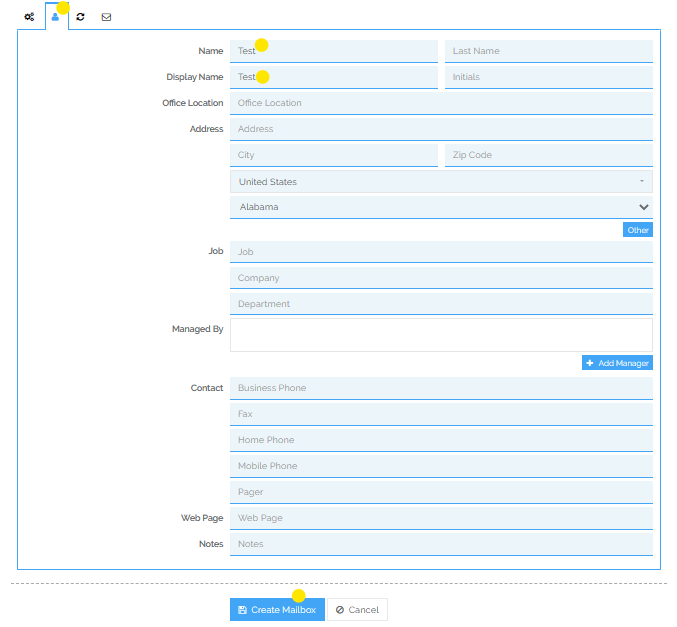 Name Test Last Name
Display Name Test Initials
Office Location Office Location
Address Address
City Zip Code
United States
Alabama
Other
Job Job
Company
Department
Managed By
Add Manager
Contact Business Phone
Fax
Home Phone
Mobile Phone
Pager
Web Page Web Page
Notes Notes
Create Mailbox Cancel